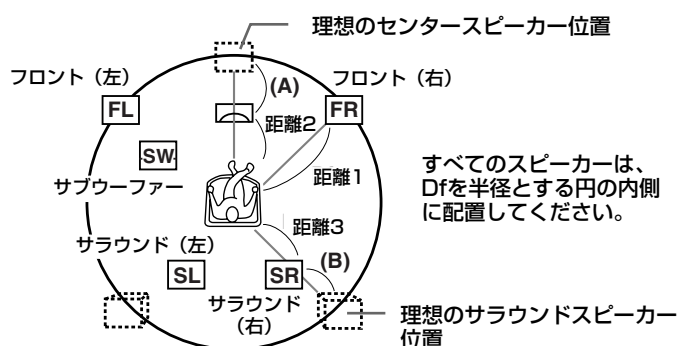 理想のセンタースピーカー位置
フロント（左）
(A)
フロント（右）
FL
FR
距離2
SW
サブウーファー
距離1
すべてのスピーカーは、
Dfを半径とする円の内側
に配置してください。
距離3
サラウンド（左）
SL
SR
(B)
サラウンド
（右）
理想のサラウンドスピーカー
位置